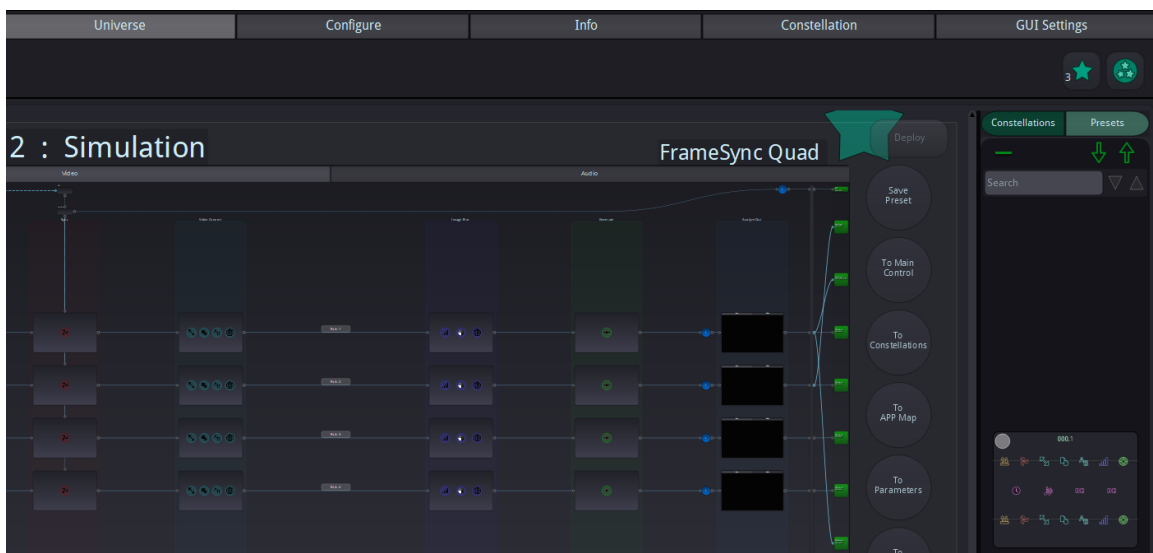 Universe
Configure
Info
Constellation
GUI Settings
3
2 : Simulation
FrameSync Quad
Deploy
Constellations
Presets
Video
Audio
Search
Save
Preset
To Main
Control
To
Constellations
To
APP Map
To
Parameters
To
000.1